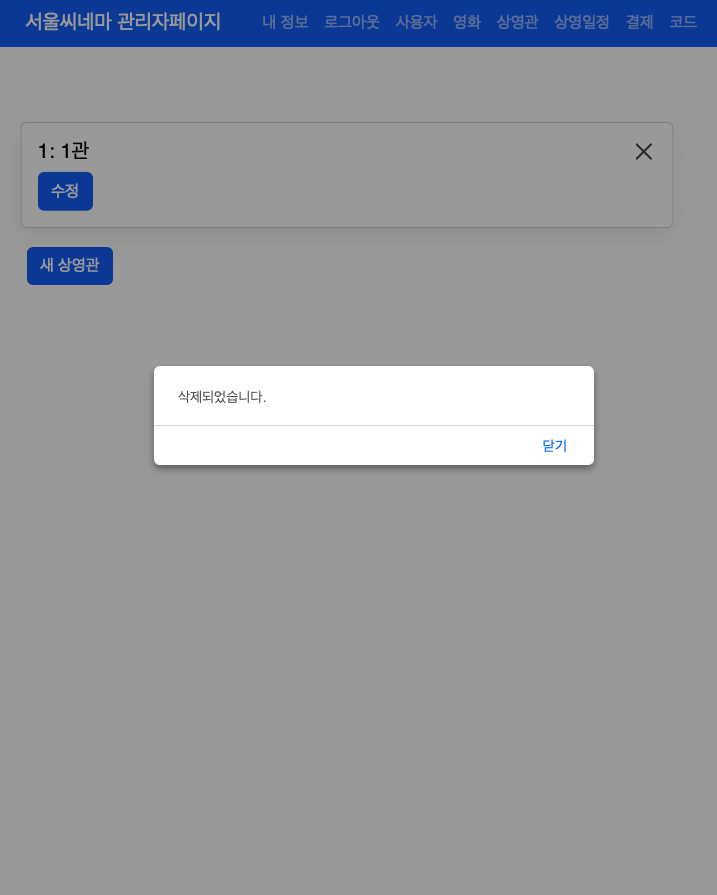 서울씨네마 관리자페이지 내 정보 로그아웃 사용자 영화 상영관 상영일정 결제 코드
1: 1관
수정
새 상영관
삭제되었습니다.
닫기